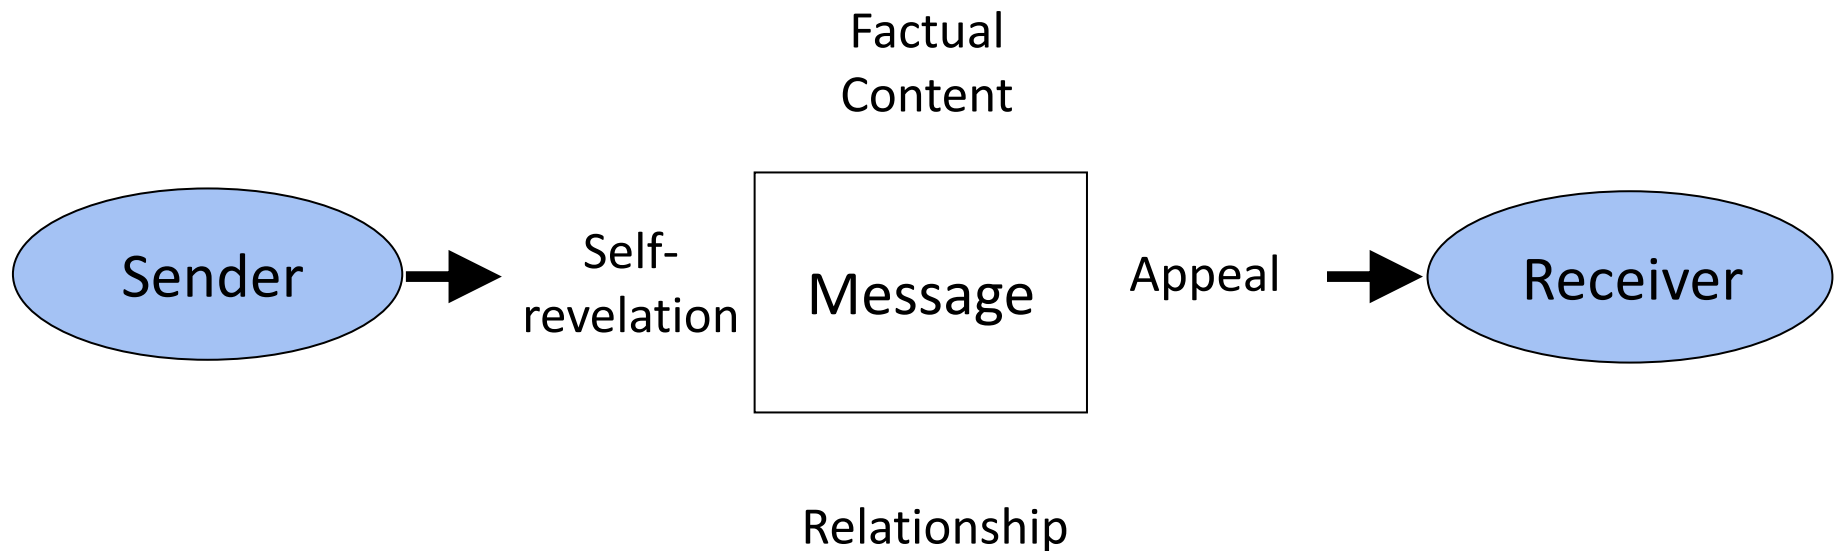 Factual
Content
Sender
Self-
revelation
Message
Appeal
Receiver
Relationship